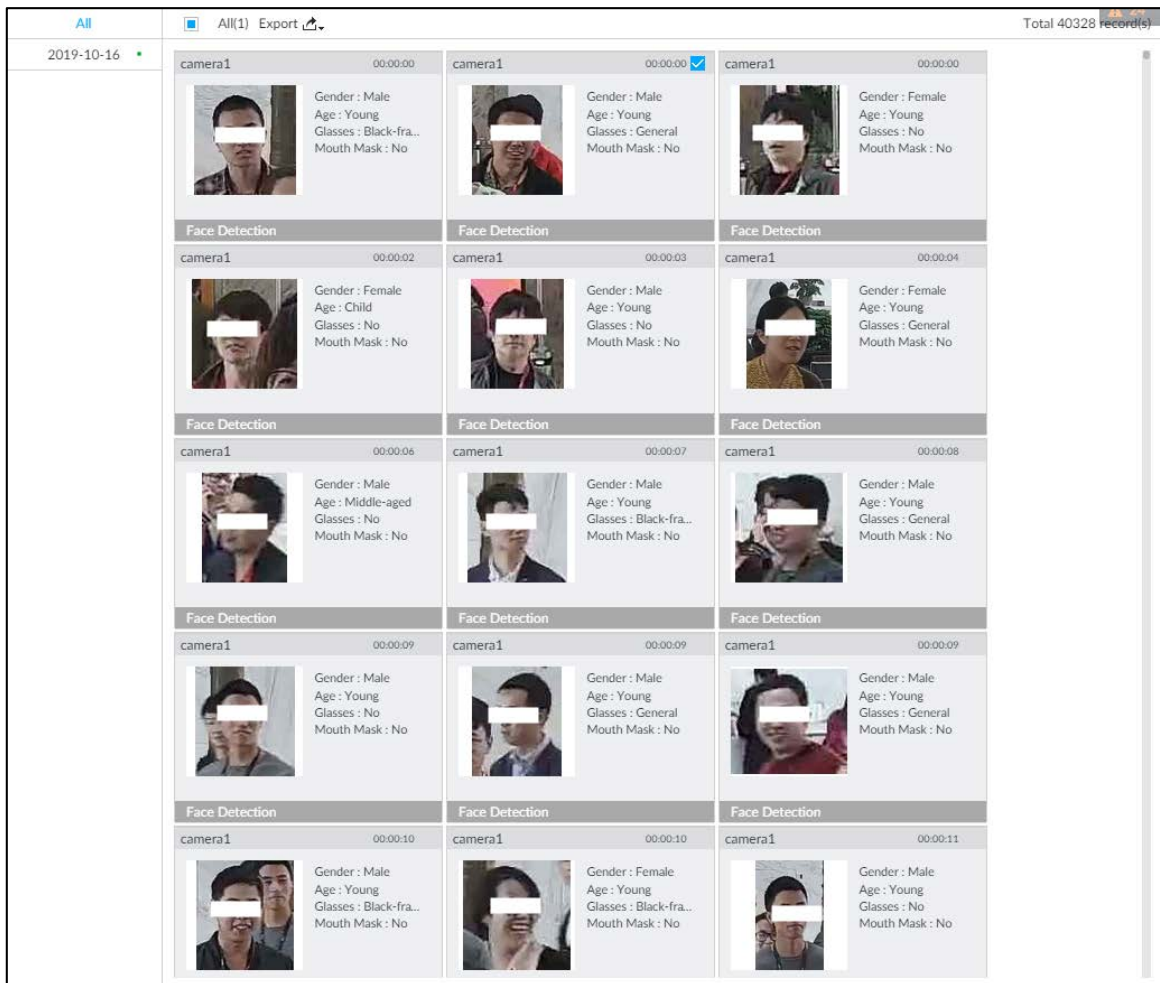 All
All(1) Export
Total 40328 record(s)
2019-10-16
camera1 00:00:00
Gender : Male
Age : Young
Glasses : Black-fra...
Mouth Mask : No
Face Detection
camera1 00:00:00
Gender : Male
Age : Young
Glasses : General
Mouth Mask : No
Face Detection
camera1 00:00:00
Gender : Female
Age : Young
Glasses : No
Mouth Mask : No
Face Detection
camera1 00:00:02
Gender : Female
Age : Child
Glasses : No
Mouth Mask : No
Face Detection
camera1 00:00:03
Gender : Male
Age : Young
Glasses : No
Mouth Mask : No
Face Detection
camera1 00:00:04
Gender : Female
Age : Young
Glasses : General
Mouth Mask : No
Face Detection
camera1 00:00:06
Gender : Male
Age : Middle-aged
Glasses : No
Mouth Mask : No
Face Detection
camera1 00:00:07
Gender : Male
Age : Young
Glasses : Black-fra...
Mouth Mask : No
Face Detection
camera1 00:00:08
Gender : Male
Age : Young
Glasses : General
Mouth Mask : No
Face Detection
camera1 00:00:09
Gender : Male
Age : Young
Glasses : No
Mouth Mask : No
Face Detection
camera1 00:00:09
Gender : Male
Age : Young
Glasses : General
Mouth Mask : No
Face Detection
camera1 00:00:09
Gender : Male
Age : Young
Glasses : General
Mouth Mask : No
Face Detection
camera1 00:00:10
Gender : Male
Age : Young
Glasses : Black-fra...
Mouth Mask : No
camera1 00:00:10
Gender : Female
Age : Young
Glasses : Black-fra...
Mouth Mask : No
camera1 00:00:11
Gender : Male
Age : Young
Glasses : No
Mouth Mask : No